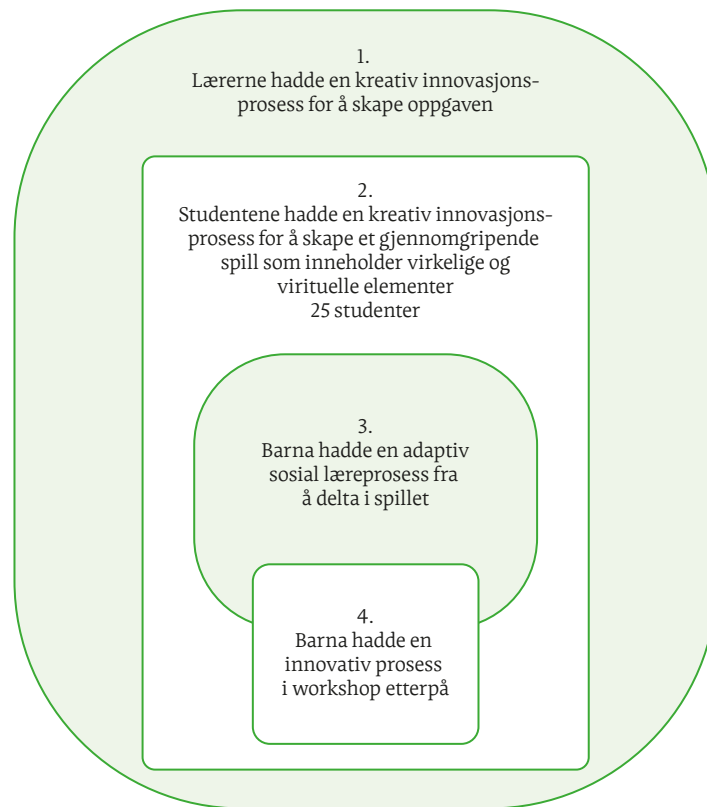 1.
Lærerne hadde en kreativ innovasjons-
prosess for å skape oppgaven
2.
Studentene hadde en kreativ innovasjons-
prosess for å skape et gjennomgripende
spill som inneholder virkelige og
virituelle elementer
25 studenter
3.
Barna hadde en adaptiv
sosial læreprosess fra
å delta i spillet
4.
Barna hadde en
innovativ prosess
i workshop etterpå